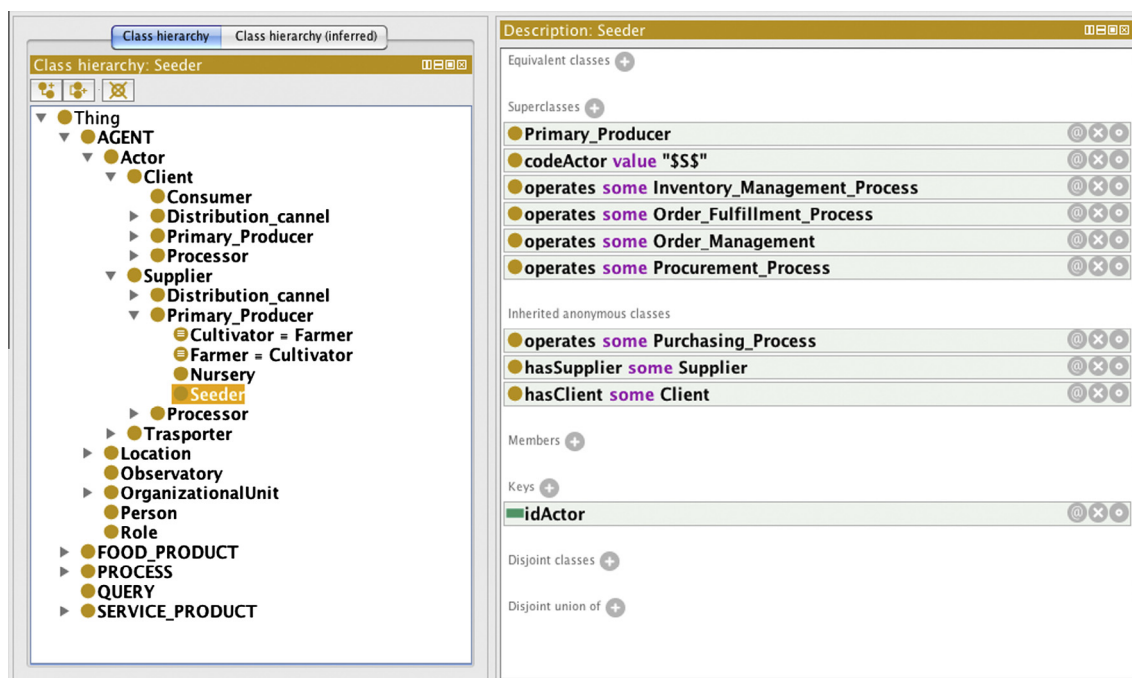 Class hierarchy Class hierarchy (inferred)
Class hierarchy: Seeder
Thing
AGENT
Actor
Client
Consumer
Distribution_cannel
Primary_Producer
Processor
Supplier
Distribution_cannel
Primary_Producer
Cultivator = Farmer
Farmer = Cultivator
Nursery
Seeder
Processor
Trasporter
Location
Observatory
OrganizationalUnit
Person
Role
FOOD_PRODUCT
PROCESS
QUERY
SERVICE_PRODUCT
Description: Seeder
Equivalent classes
Superclasses
Primary_Producer
codeActor value "$S$"
operates some Inventory_Management_Process
operates some Order_Fulfillment_Process
operates some Order_Management
operates some Procurement_Process
Inherited anonymous classes
operates some Purchasing_Process
hasSupplier some Supplier
hasClient some Client
Members
Keys
idActor
Disjoint classes
Disjoint union of